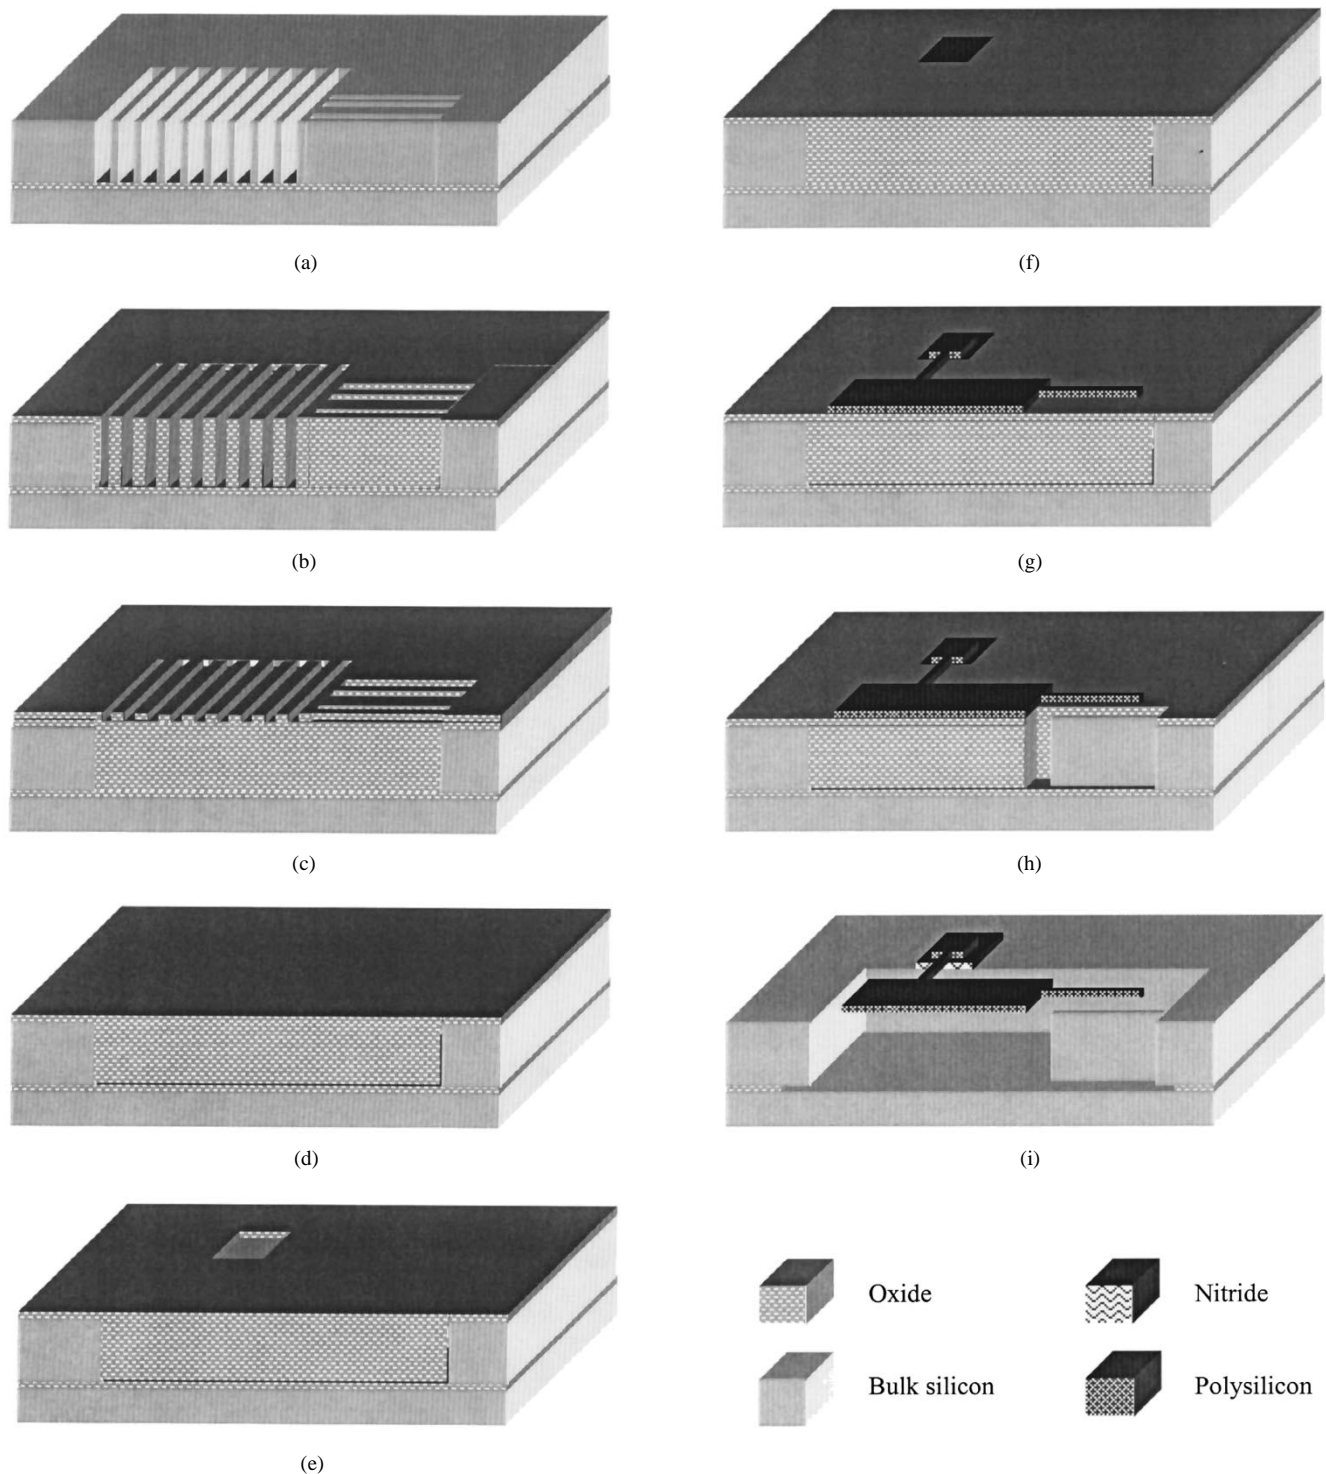 (a)
(f)
(b)
(g)
(c)
(h)
(d)
(i)
(e)
Oxide
Nitride
Bulk silicon
Polysilicon